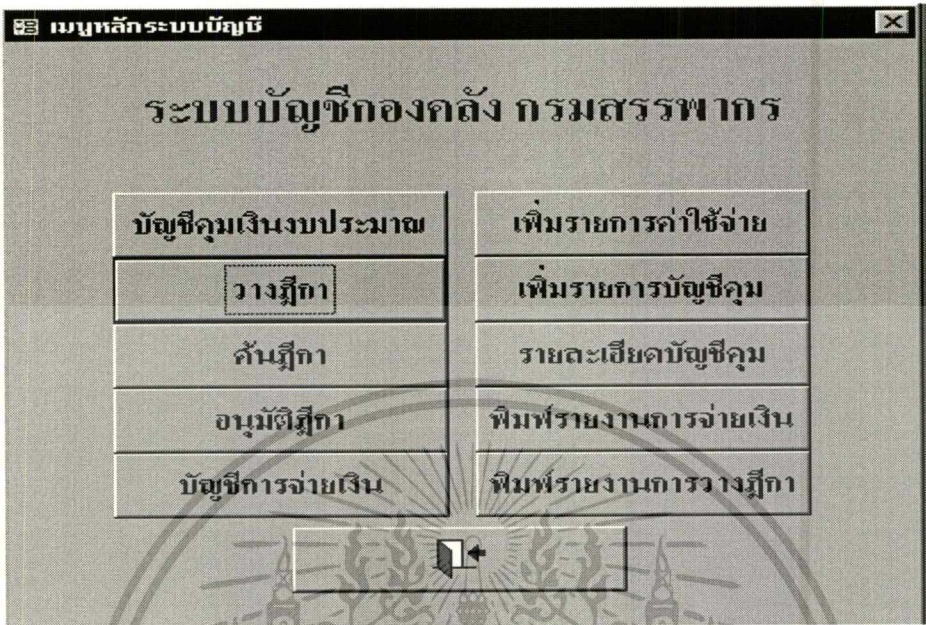 เมนูหลักระบบบัญชี
ระบบบัญชีกองคลัง กรมสรรพากร
บัญชีคุมเงินงบประมาณ
เพิ่มรายการค่าใช้จ่าย
วางฎีกา
เพิ่มรายการบัญชีคุม
ค้นฎีกา
รายละเอียดบัญชีคุม
อนุมัติฎีกา
พิมพ์รายงานการจ่ายเงิน
บัญชีการจ่ายเงิน
พิมพ์รายงานการวางฎีกา